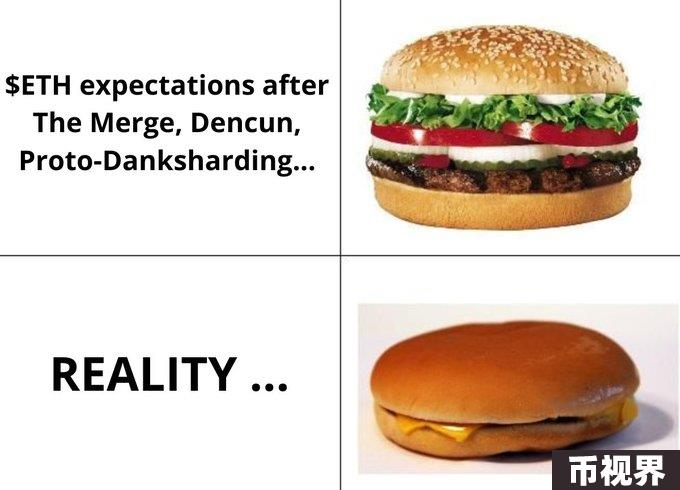 $ETH expectations after
The Merge, Dencun,
Proto-Danksharding...
REALITY ...
币视界